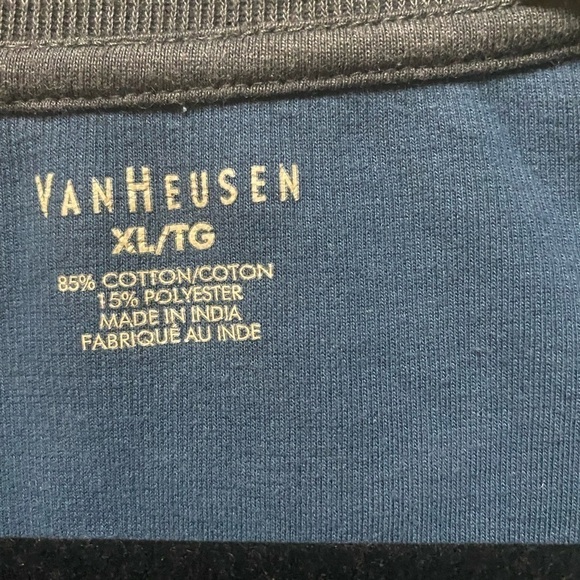 VANHEUSEN
XL/TG
85% COTTON/COTON
15% POLYESTER
MADE IN INDIA
FABRIQUÉ AU INDE